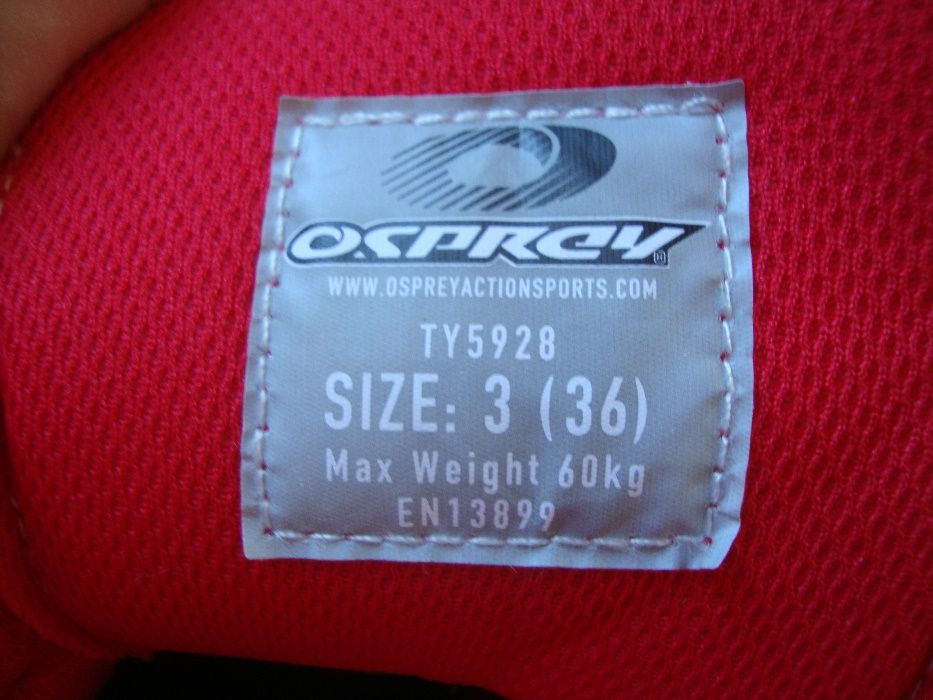 OSPREY
WWW.OSPREYACTIONSPORTS.COM
TY5928
SIZE: 3 (36)
Max Weight 60kg
EN13899